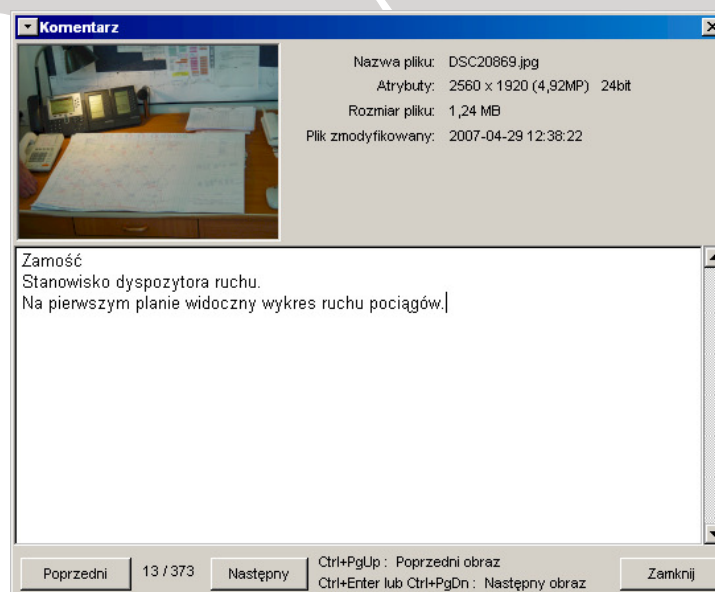 Komentarz
Nazwa pliku: DSC20869.jpg
Atrybuty: 2560 x 1920 (4,92MP) 24bit
Rozmiar pliku: 1,24 MB
Plik zmodyfikowany: 2007-04-29 12:38:22
Zamość
Stanowisko dyspozytora ruchu.
Na pierwszym planie widoczny wykres ruchu pociągów.
Poprzedni
13 / 373
Następny
Ctrl+PgUp : Poprzedni obraz
Ctrl+Enter lub Ctrl+PgDn : Następny obraz
Zamknij